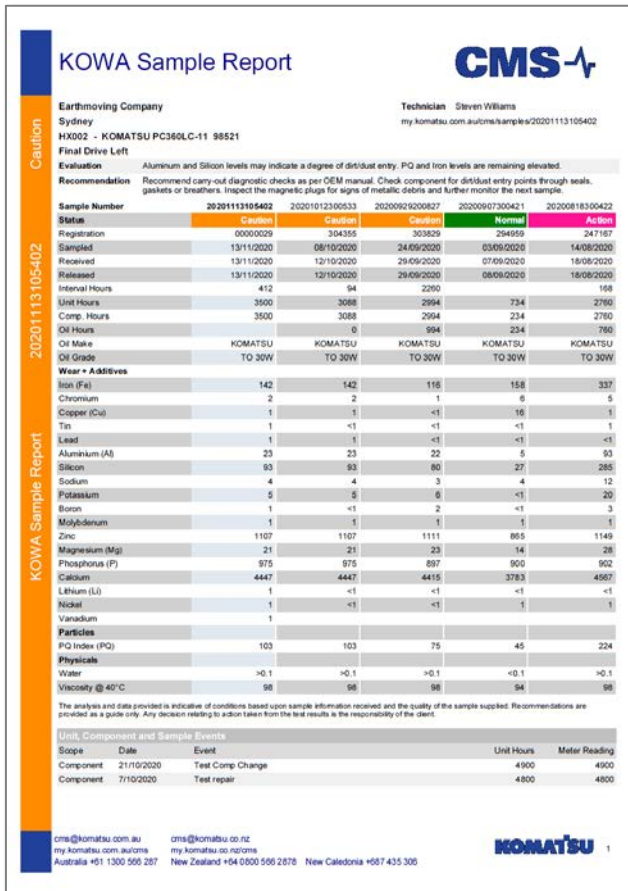 KOWA Sample Report
CMS
Earthmoving Company
Technician Steven Williams
Sydney
my.komatsu.com.au/cms/samples/20201113105402
HX002 - KOMATSU PC360LC-11 98521
Final Drive Left
Evaluation Aluminum and Silicon levels may indicate a degree of dirt/dust entry. PQ and Iron levels are remaining elevated.
Recommendation Recommend carry-out diagnostic checks as per OEM manual. Check component for dirt/dust entry points through seals,
gaskets or breathers. Inspect the magnetic plugs for signs of metallic debris and further monitor the next sample.
Sample Number 20201113105402 20201012300533 20200929200827 20200907300421 20200818300422
Status Caution Caution Caution Normal Action
Registration 00000029 304355 303829 294959 247167
Sampled 13/11/2020 08/10/2020 24/09/2020 03/09/2020 14/08/2020
Received 13/11/2020 12/10/2020 29/09/2020 07/09/2020 18/08/2020
Released 13/11/2020 12/10/2020 29/09/2020 08/09/2020 18/08/2020
Interval Hours 412 94 2260 168
Unit Hours 3500 3088 2994 734 2760
Comp. Hours 3500 3088 2994 234 2760
Oil Hours 0 994 234 760
Oil Make KOMATSU KOMATSU KOMATSU KOMATSU KOMATSU
Oil Grade TO 30W TO 30W TO 30W TO 30W TO 30W
Wear + Additives
Iron (Fe) 142 142 116 158 337
Chromium 2 2 1 6 5
Copper (Cu) 1 1 <1 16 1
Tin 1 <1 <1 <1 1
Lead 1 1 <1 <1 <1
Aluminium (Al) 23 23 22 5 93
Silicon 93 93 80 27 285
Sodium 4 4 3 4 12
Potassium 5 5 6 <1 20
Boron 1 <1 2 <1 3
Molybdenum 1 1 1 1 1
Zinc 1107 1107 1111 865 1149
Magnesium (Mg) 21 21 23 14 28
Phosphorus (P) 975 975 897 900 902
Calcium 4447 4447 4415 3783 4567
Lithium (Li) 1 <1 <1 <1 <1
Nickel 1 <1 <1 1 1
Vanadium 1
Particles
PQ Index (PQ) 103 103 75 45 224
Physicals
Water >0.1 >0.1 >0.1 <0.1 >0.1
Viscosity @ 40°C 98 98 98 94 98
The analysis and data provided is indicative of conditions based upon sample information received and the quality of the sample supplied. Recommendations are
provided as a guide only. Any decision relating to action taken from the test results is the responsibility of the client.
Unit, Component and Sample Events
Scope Date Event Unit Hours Meter Reading
Component 21/10/2020 Test Comp Change 4900 4900
Component 7/10/2020 Test repair 4800 4800
cms@komatsu.com.au cms@komatsu.co.nz
my.komatsu.com.au/cms my.komatsu.co.nz/cms
Australia +61 1300 566 287 New Zealand +64 0800 566 2878 New Caledonia +687 435 306
KOMATSU 1
Caution
20201113105402
KOWA Sample Report